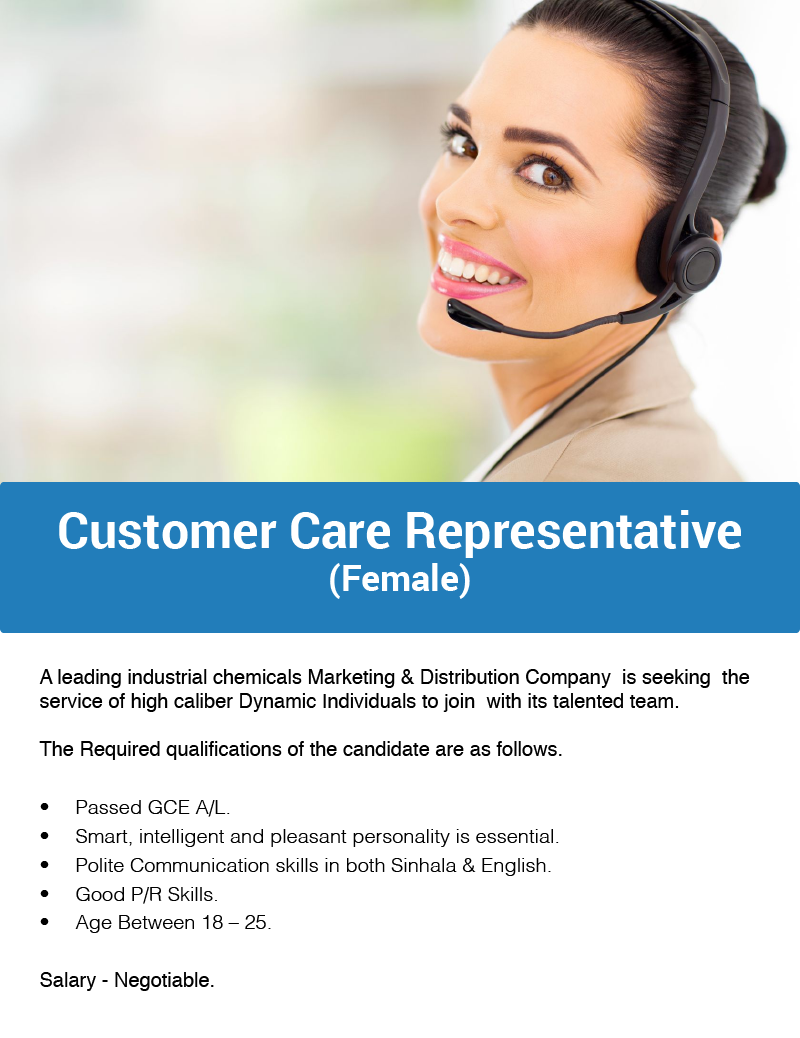 Customer Care Representative
(Female)
A leading industrial chemicals Marketing & Distribution Company  is seeking  the
service of high caliber Dynamic Individuals to join  with its talented team.
The Required qualifications of the candidate are as follows.
• Passed GCE A/L.
• Smart, intelligent and pleasant personality is essential.
• Polite Communication skills in both Sinhala & English.
• Good P/R Skills.
• Age Between 18 – 25.
Salary - Negotiable.